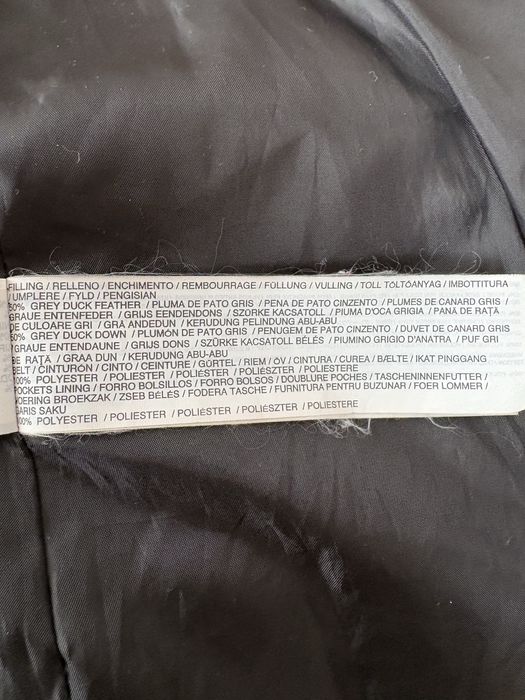 FILLING / RELLENO / ENCHIMENTO / REMBOURRAGE / FÜLLUNG / VULLING / TOLL TOLTÖANYAG / IMBOTTITURA
UMPLERE / FYLD / PENGISIAN
50% GREY DUCK FEATHER / PLUMA DE PATO GRIS / PENA DE PATO CINZENTO / PLUMES DE CANARD GRIS /
GRAUE ENTENFEDER / GRIJS EENDENDONS / SZÜRKE KACSATOLL / PIUMA D'OCA GRIGIA / PANĂ DE RAȚĂ
DE CULOARE GRI / GRÅ ANDEDUN / KERUDUNG PELINDUNG ABU-ABU
50% GREY DUCK DOWN / PLUMÓN DE PATO GRIS / PENUGEM DE PATO CINZENTO / DUVET DE CANARD GRIS
GRAUE ENTENDAUNE / GRIJS DONS / SZÜRKE KACSATOLL BÉLÉS / PIUMINO GRIGIO D'ANATRA / PUF GRI
DE RAȚĂ / GRAA DUN / KERUDUNG ABU-ABU
BELT / CINTURÓN / CINTO / CEINTURE / GÜRTEL / RIEM / ÖV / CINTURA / CUREA / BÆLTE / IKAT PINGGANG
100% POLYESTER / POLIESTER / POLIÉSTER / POLIÉSZTER / POLIESTERE
POCKETS LINING / FORRO BOLSILLOS / FORRO BOLSOS / DOUBLURE POCHES / TASCHENINNENFUTTER /
VOERING BROEKZAK / ZSEB BÉLÉS / FODERA TASCHE / FURNITURA PENTRU BUZUNAR / FOER LOMMER /
GARIS SAKU
100% POLYESTER / POLIESTER / POLIÉSTER / POLIÉSZTER / POLIESTERE